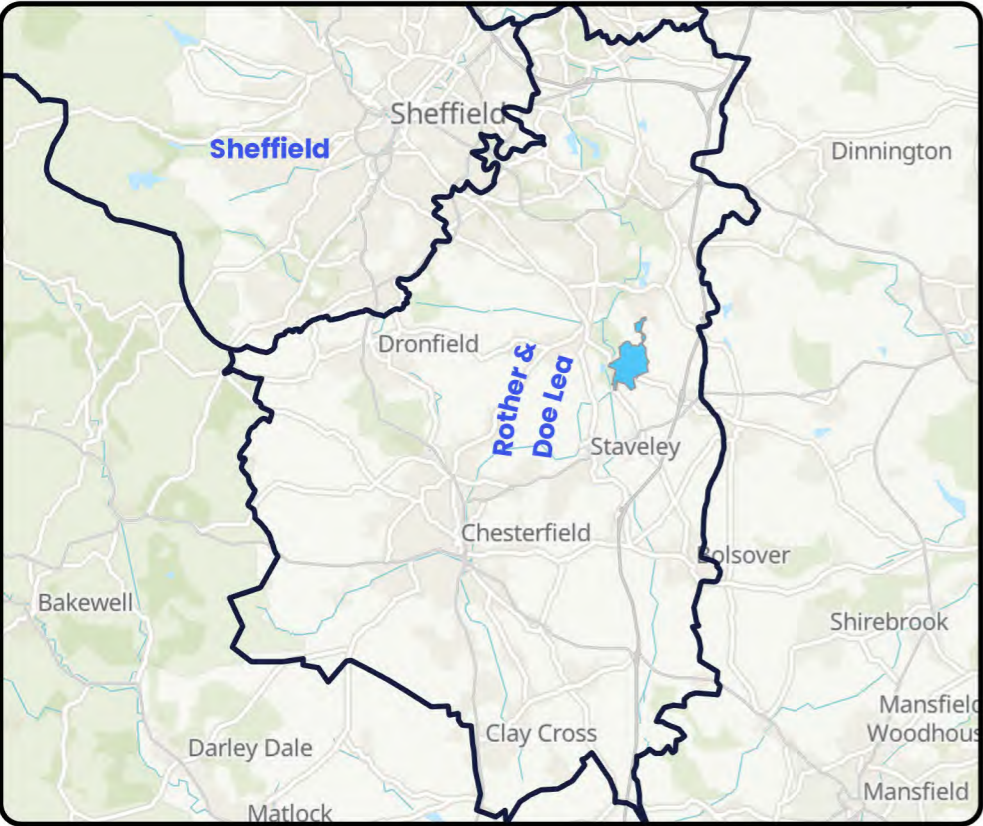 Sheffield
Sheffield
Dinnington
Dronfield
Rother &
Doe Lea
Staveley
Chesterfield
Bolsover
Bakewell
Shirebrook
Mansfield
Woodhous
Clay Cross
Darley Dale
Mansfield
Matlock